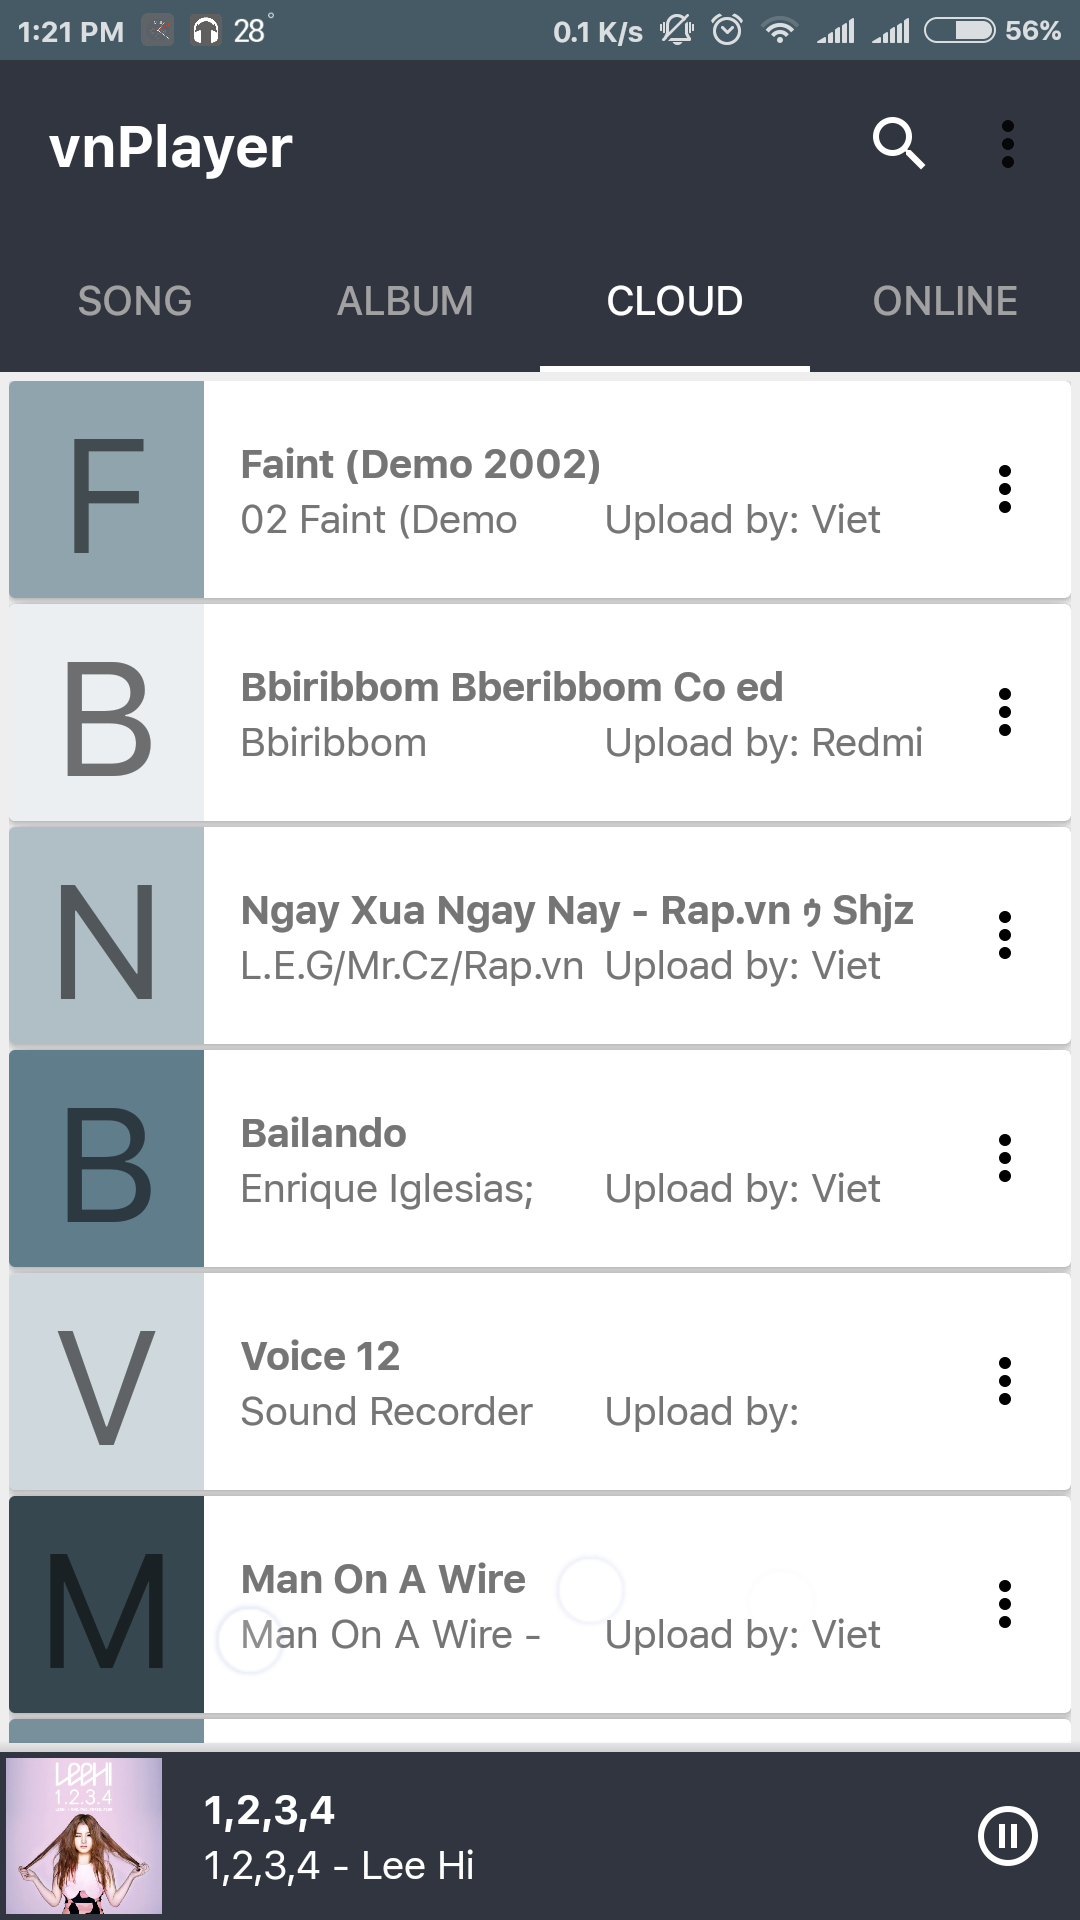 1:21 PM 28° 0.1 K/s 56%
vnPlayer
SONG ALBUM CLOUD ONLINE
F
Faint (Demo 2002)
02 Faint (Demo Upload by: Viet
B
Bbiribbom Bberibbom Co ed
Bbiribbom Upload by: Redmi
N
Ngay Xua Ngay Nay - Rap.vn ゥ Shjz
L.E.G/Mr.Cz/Rap.vn Upload by: Viet
B
Bailando
Enrique Iglesias; Upload by: Viet
V
Voice 12
Sound Recorder Upload by:
M
Man On A Wire
Man On A Wire - Upload by: Viet
LEEHI
1.2.3.4
1,2,3,4
1,2,3,4 - Lee Hi